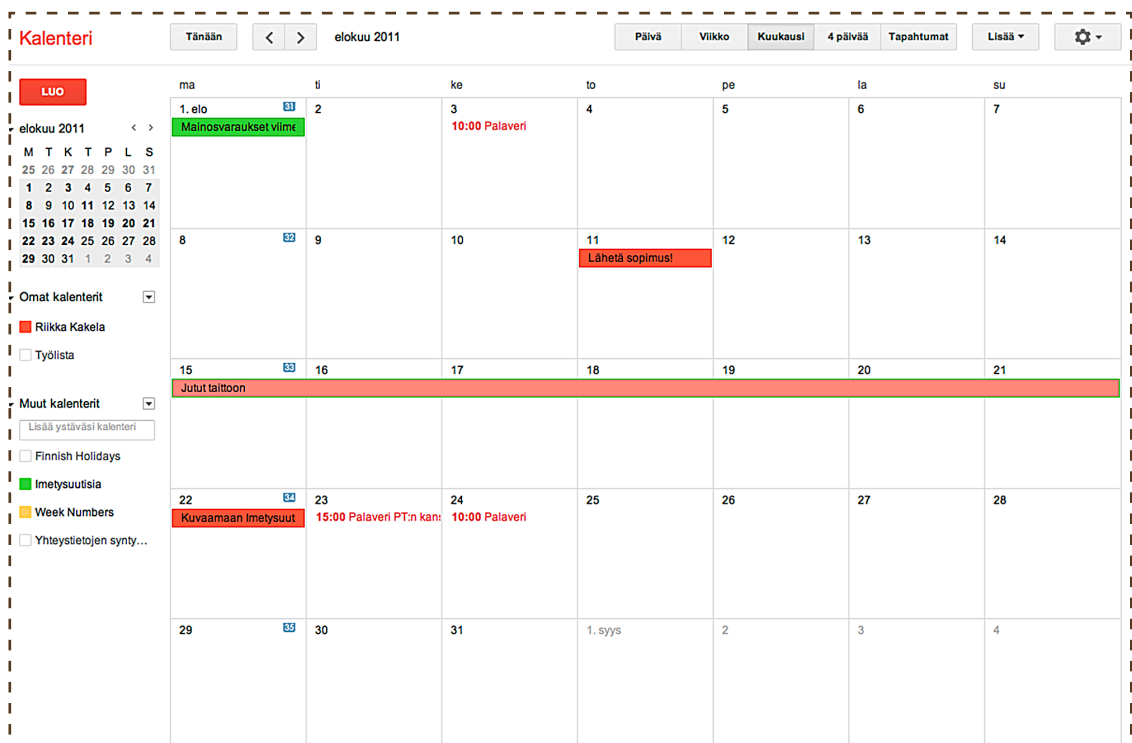 Kalenteri
Tänään
elokuu 2011
Päivä Viikko Kuukausi 4 päivää Tapahtumat Lisää
LUO
elokuu 2011
M T K T P L S
25 26 27 28 29 30 31
1 2 3 4 5 6 7
8 9 10 11 12 13 14
15 16 17 18 19 20 21
22 23 24 25 26 27 28
29 30 31 1 2 3 4
Omat kalenterit
Riikka Kakela
Työlista
Muut kalenterit
Lisää ystäväsi kalenteri
Finnish Holidays
Imetysuutisia
Week Numbers
Yhteystietojen synty...
ma ti ke to pe la su
1. elo 31 2 3 4 5 6 7
Mainosvaraukset viime
10:00 Palaveri
8 32 9 10 11 12 13 14
Lähetä sopimus!
15 33 16 17 18 19 20 21
Jutut taittoon
22 34 23 24 25 26 27 28
Kuvaamaan Imetysuut
15:00 Palaveri PT:n kans
10:00 Palaveri
29 35 30 31 1. syys 2 3 4